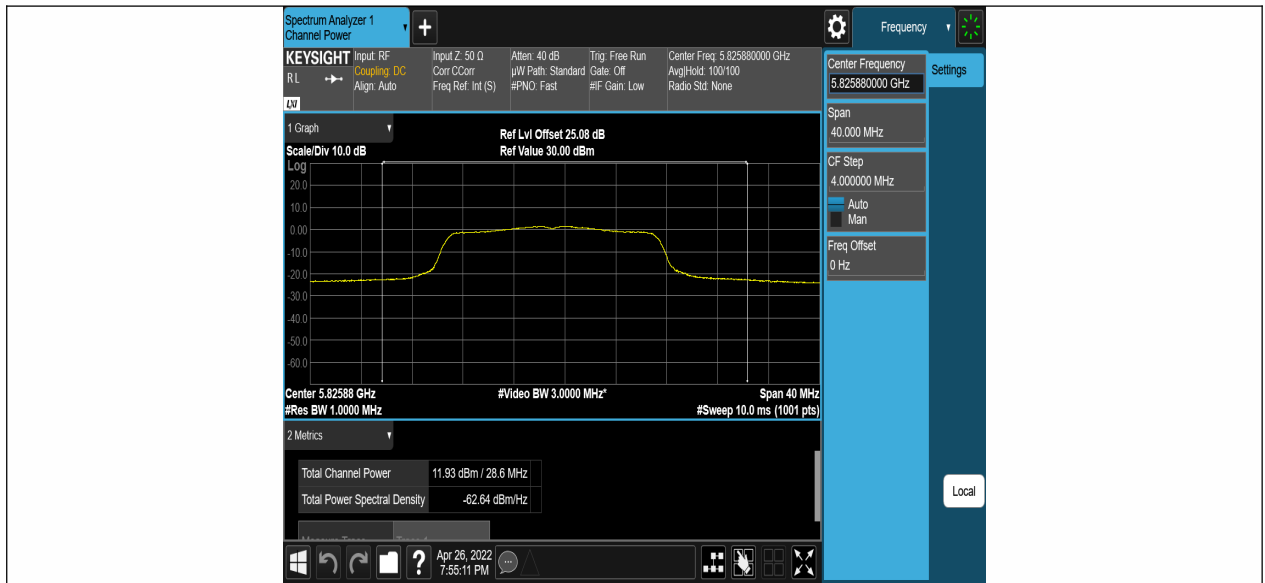 Spectrum Analyzer 1
Channel Power
Frequency
KEYSIGHT
RL
LXI
Input: RF
Coupling: DC
Align: Auto
Input Z: 50 Ω
Corr CCorr
Freq Ref: Int (S)
Atten: 40 dB
µW Path: Standard
#PNO: Fast
Trig: Free Run
Gate: Off
#IF Gain: Low
Center Freq: 5.825880000 GHz
Avg|Hold: 100/100
Radio Std: None
Center Frequency
5.825880000 GHz
Settings
Span
40.000 MHz
CF Step
4.000000 MHz
Auto
Man
Freq Offset
0 Hz
Local
1 Graph
Scale/Div 10.0 dB
Ref Lvl Offset 25.08 dB
Ref Value 30.00 dBm
Log
20.0
10.0
0.00
-10.0
-20.0
-30.0
-40.0
-50.0
-60.0
Center 5.82588 GHz
#Video BW 3.0000 MHz*
Span 40 MHz
#Res BW 1.0000 MHz
#Sweep 10.0 ms (1001 pts)
2 Metrics
Total Channel Power 11.93 dBm / 28.6 MHz
Total Power Spectral Density -62.64 dBm/Hz
Measure Trace Trace 1
?
Apr 26, 2022
7:55:11 PM